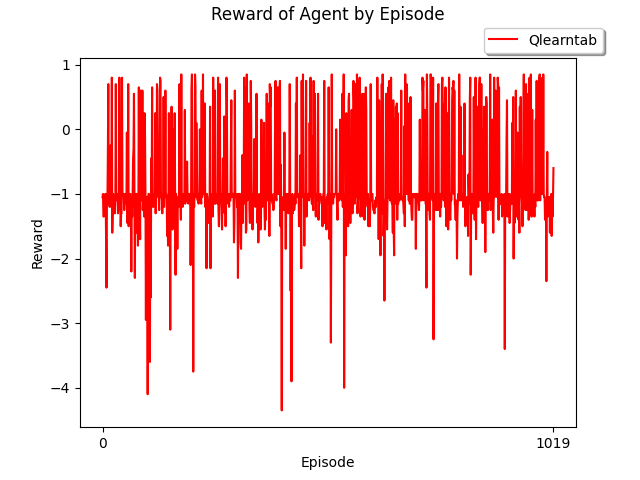 Reward of Agent by Episode
Qlearntab
1
0
−1
−2
−3
−4
Reward
0
1019
Episode